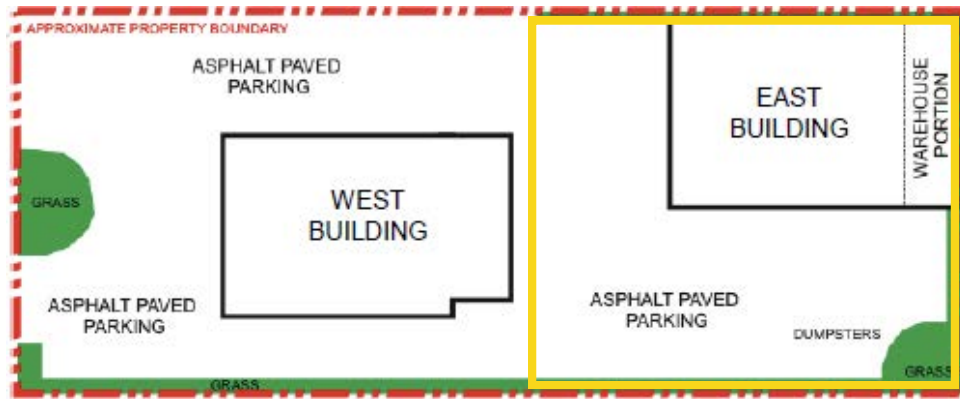 APPROXIMATE PROPERTY BOUNDARY
ASPHALT PAVED
PARKING
EAST
BUILDING
WAREHOUSE
PORTION
GRASS
WEST
BUILDING
ASPHALT PAVED
PARKING
ASPHALT PAVED
PARKING
DUMPSTERS
GRASS
GRASS